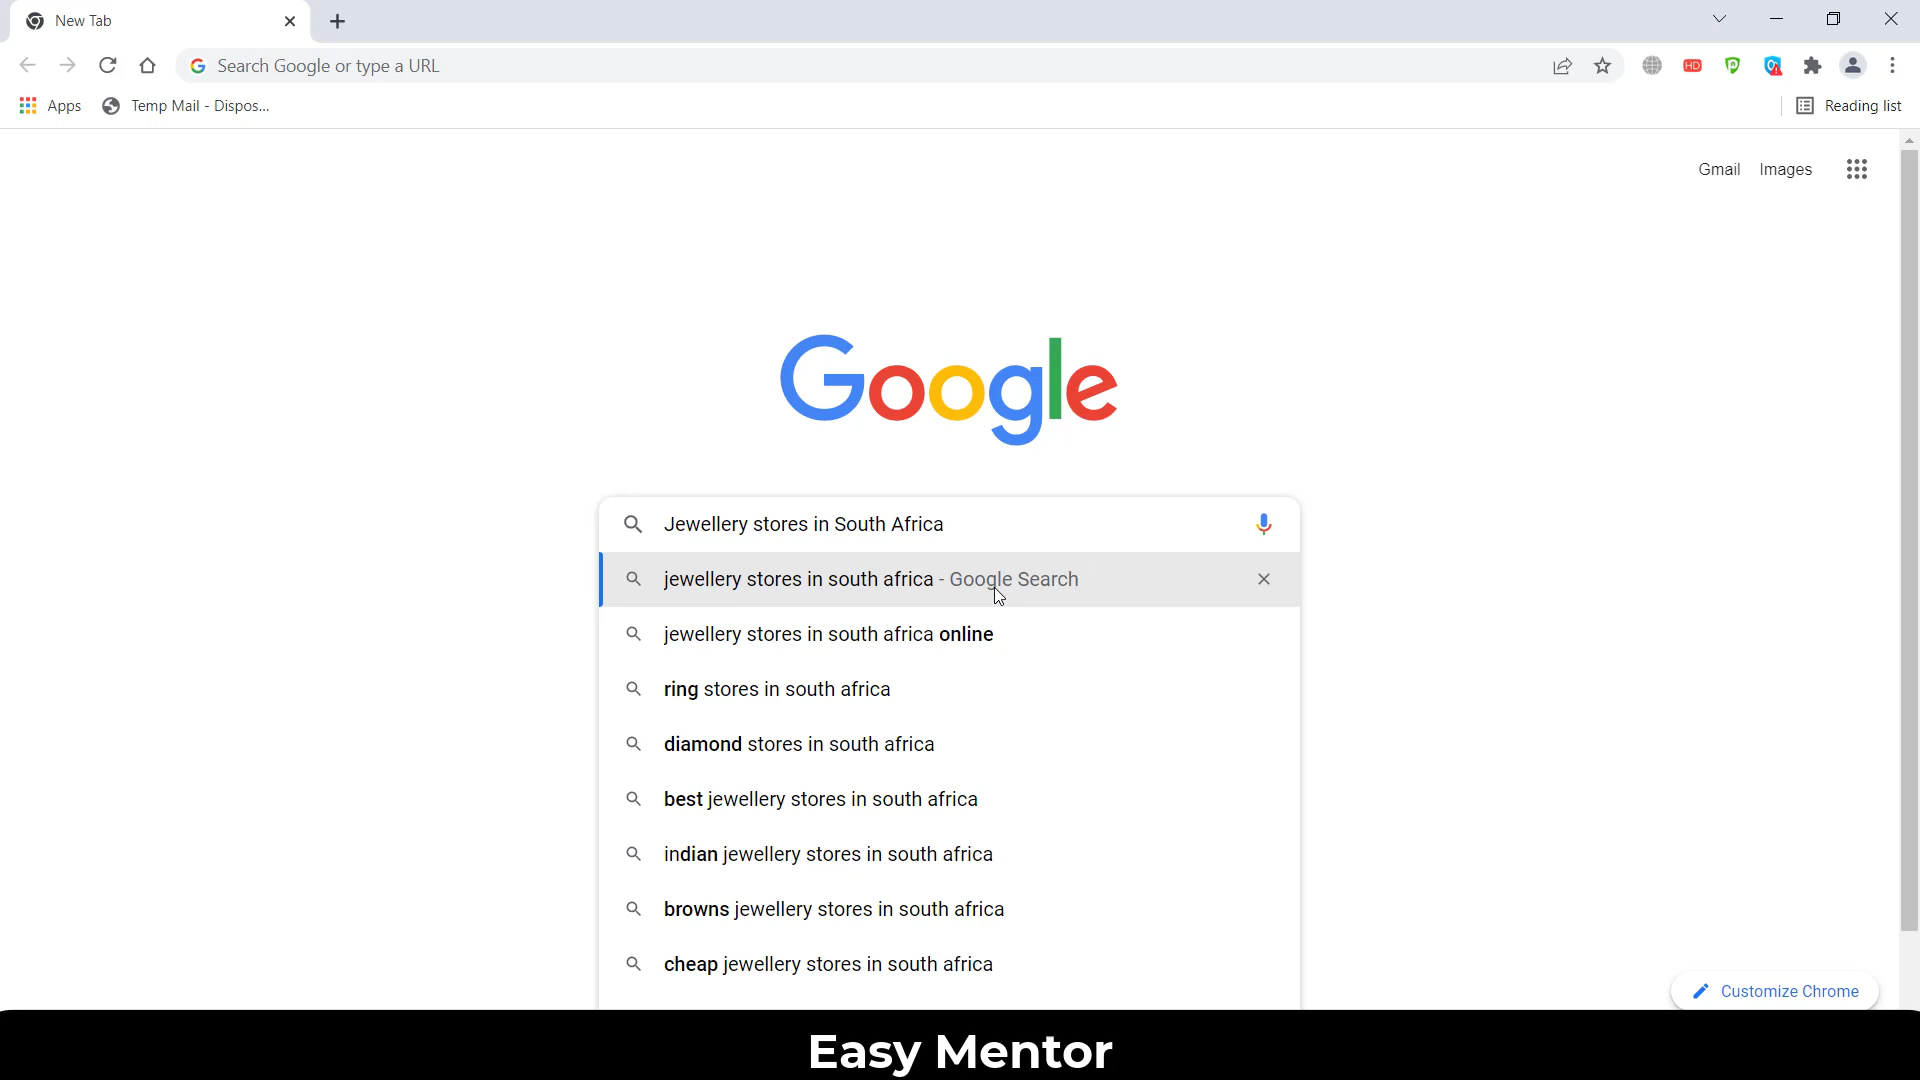 New Tab
Search Google or type a URL
HD
Apps
Temp Mail - Dispos...
Reading list
Gmail
Images
Google
Jewellery stores in South Africa
jewellery stores in south africa - Google Search
jewellery stores in south africa online
ring stores in south africa
diamond stores in south africa
best jewellery stores in south africa
indian jewellery stores in south africa
browns jewellery stores in south africa
cheap jewellery stores in south africa
Customize Chrome
Easy Mentor